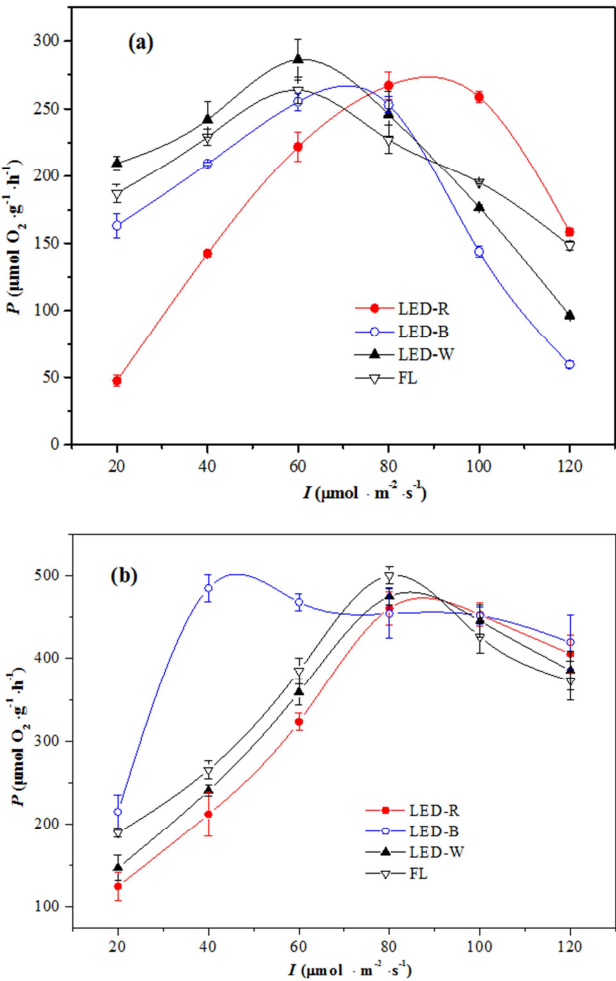 (a)
300
250
200
150
100
50
0
P (μmol O₂ ·g⁻¹ ·h⁻¹)
LED-R
LED-B
LED-W
FL
20 40 60 80 100 120
I (μmol · m⁻² ·s⁻¹)
(b)
500
400
300
200
100
P (μmol O₂ ·g⁻¹ ·h⁻¹)
LED-R
LED-B
LED-W
FL
20 40 60 80 100 120
I (μmol · m⁻² ·s⁻¹)